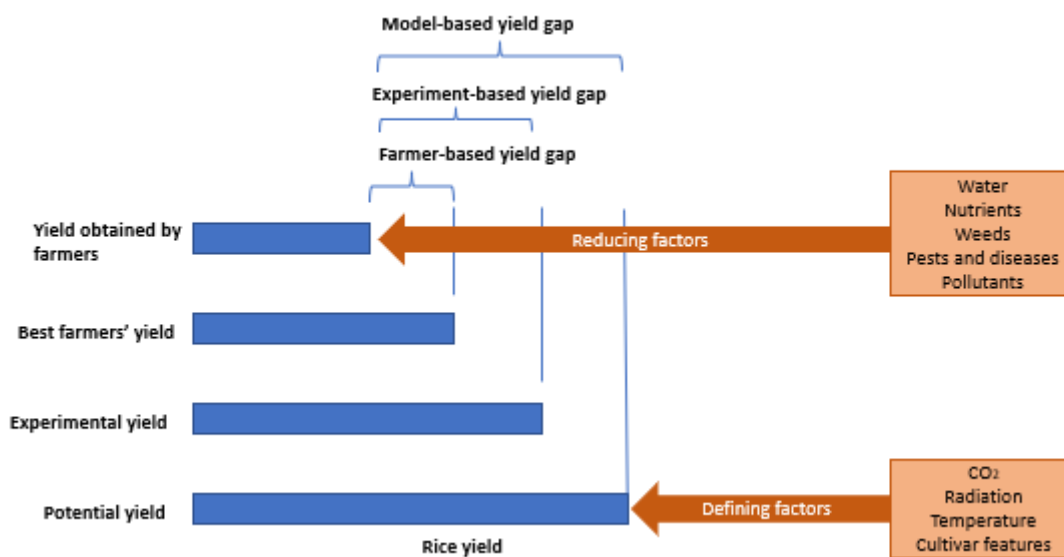 Model-based yield gap
Experiment-based yield gap
Farmer-based yield gap
Yield obtained by
farmers
Reducing factors
Water
Nutrients
Weeds
Pests and diseases
Pollutants
Best farmers’ yield
Experimental yield
Potential yield
Defining factors
CO₂
Radiation
Temperature
Cultivar features
Rice yield